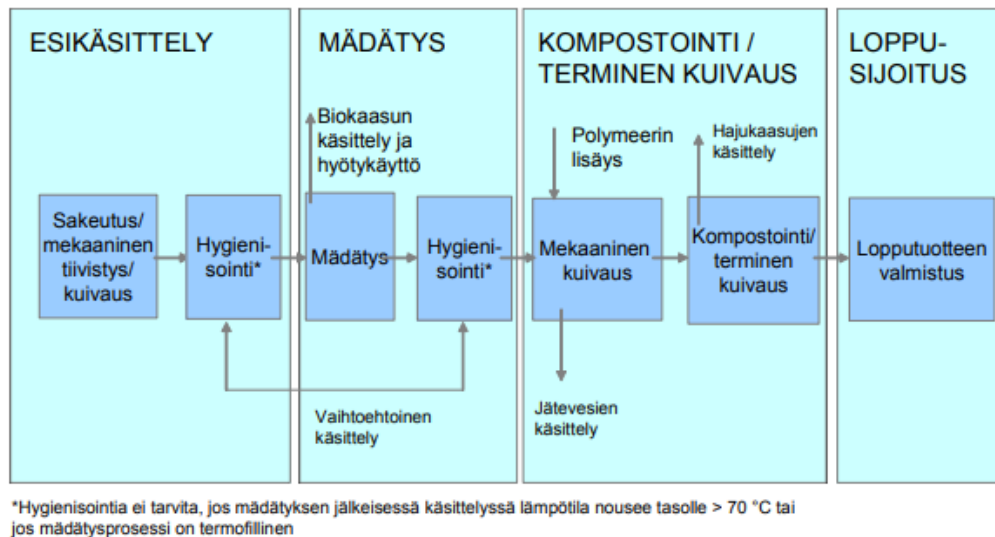 ESIKÄSITTELY
MÄDÄTYS
KOMPOSTOINTI /
TERMINEN KUIVAUS
LOPPU-
SIJOITUS
Biokaasun
käsittely ja
hyötykäyttö
Polymeerin
lisäys
Hajukaasujen
käsittely
Sakeutus/
mekaaninen
tiivistys/
kuivaus
Hygieni-
sointi*
Mädätys
Hygieni-
sointi*
Mekaaninen
kuivaus
Kompostointi/
terminen
kuivaus
Lopputuotteen
valmistus
Vaihtoehtoinen
käsittely
Jätevesien
käsittely
*Hygienisointia ei tarvita, jos mädätyksen jälkeisessä käsittelyssä lämpötila nousee tasolle > 70 °C tai
jos mädätysprosessi on termofillinen